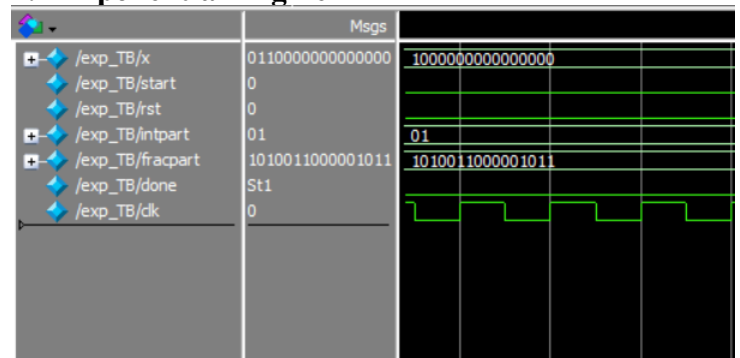 Msgs
/exp_TB/x 0110000000000000 1000000000000000
/exp_TB/start 0
/exp_TB/rst 0
/exp_TB/intpart 01 01
/exp_TB/fracpart 1010011000001011 1010011000001011
/exp_TB/done St1
/exp_TB/clk 0